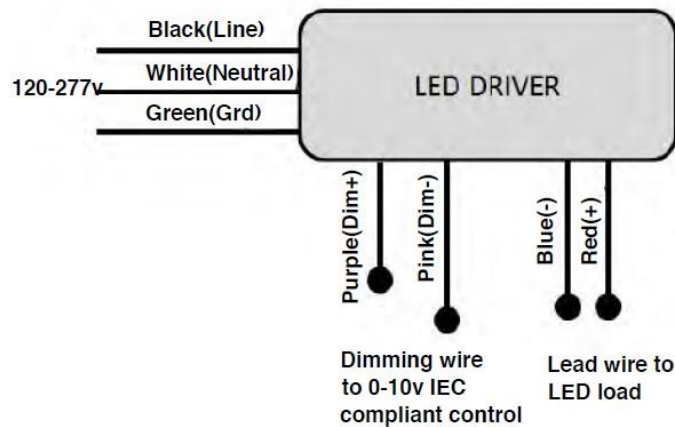 Black(Line)
120-277v
White(Neutral)
Green(Grd)
LED DRIVER
Purple(Dim+)
Pink(Dim-)
Blue(-)
Red(+)
Dimming wire
to 0-10v IEC
compliant control
Lead wire to
LED load